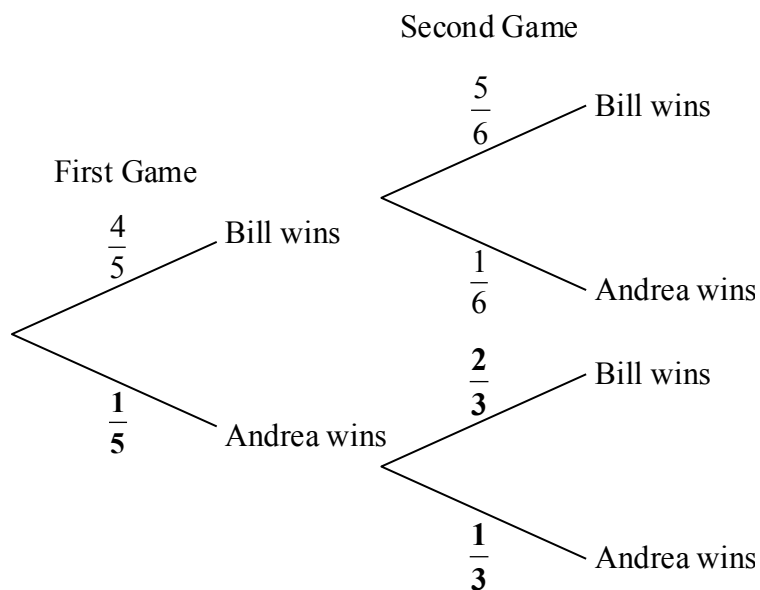 Second Game
5/6
Bill wins
First Game
4/5
Bill wins
1/6
Andrea wins
2/3
Bill wins
1/5
Andrea wins
1/3
Andrea wins